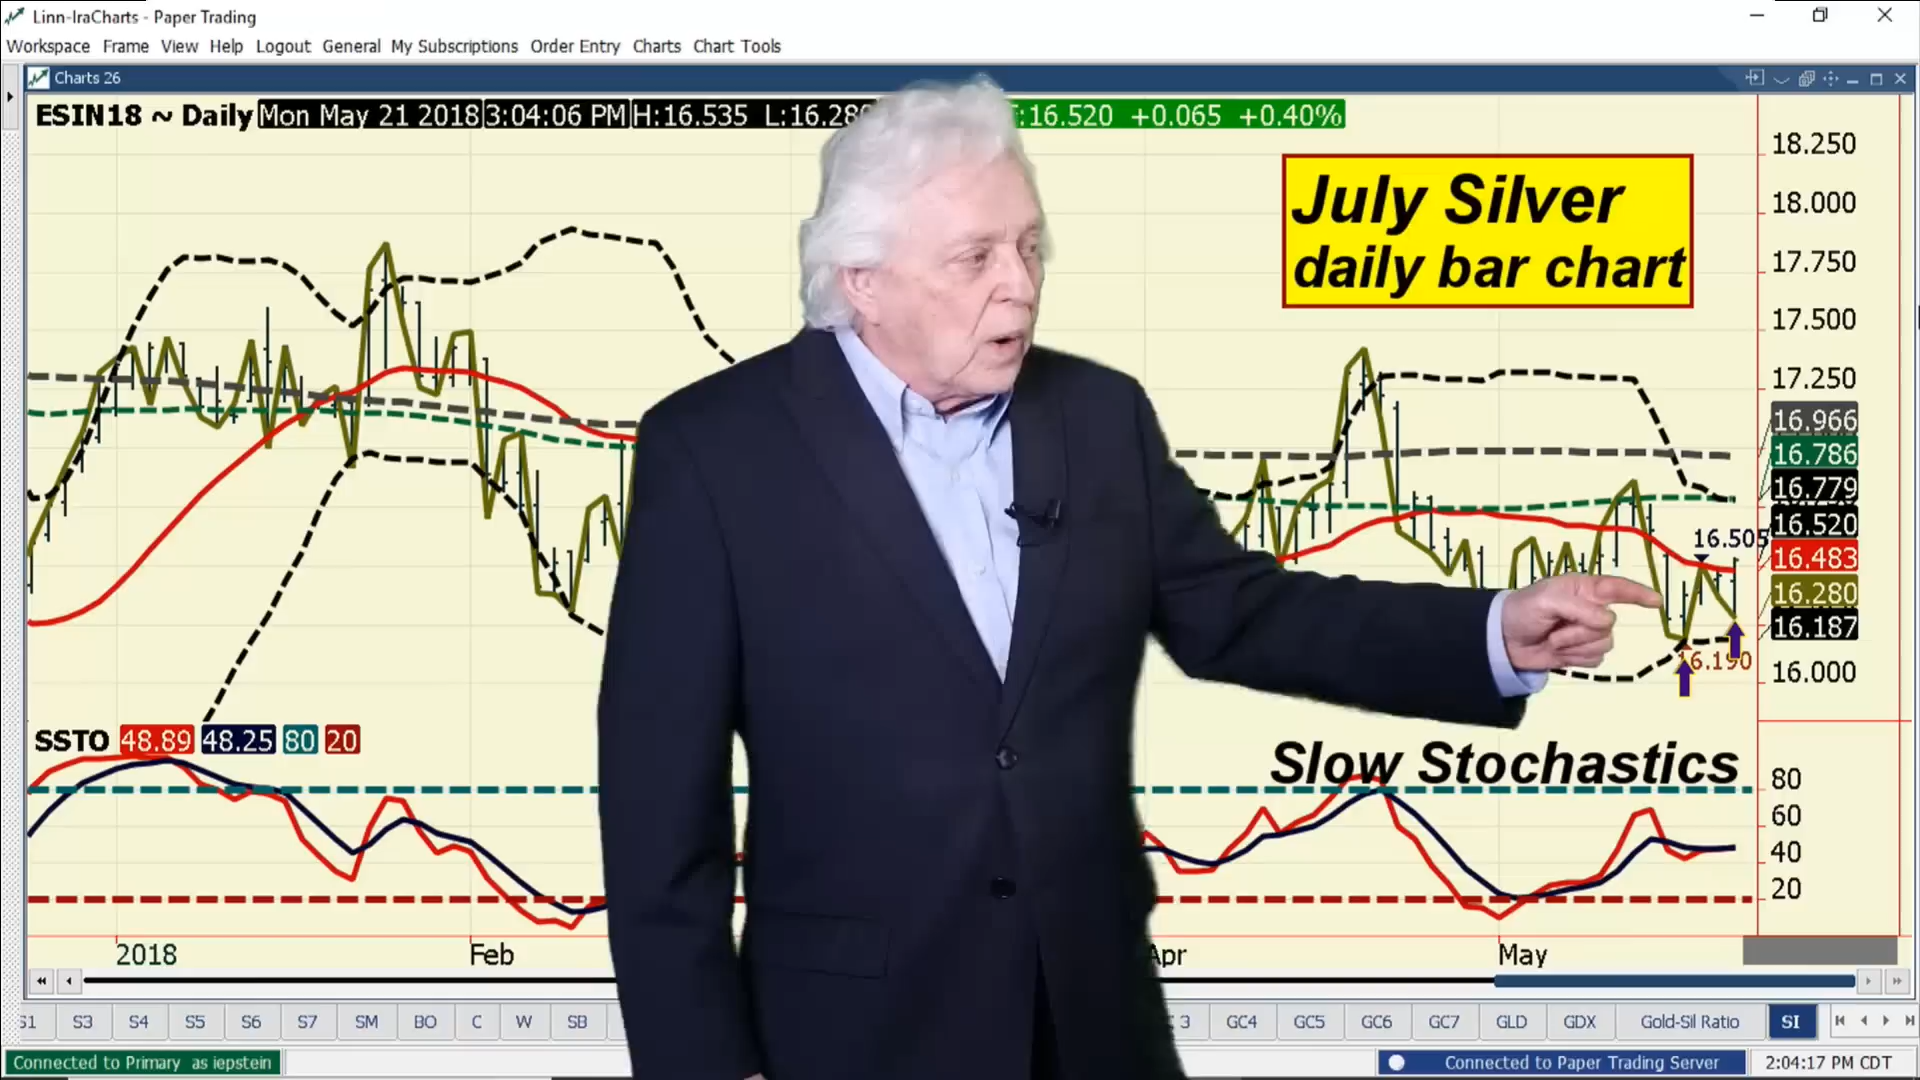 Linn-IraCharts - Paper Trading
Workspace Frame View Help Logout General My Subscriptions Order Entry Charts Chart Tools
Charts 26
ESIN18 ~ Daily Mon May 21 2018 3:04:06 PM H:16.535 :16.520 +0.065 +0.40%
July Silver
daily bar chart
18.250
18.000
17.750
17.500
17.250
16.966
16.786
16.779
16.520
16.505
16.483
16.280
16.187
16.190
16.000
SSTO 48.89 48.25 80 20
Slow Stochastics
80
60
40
20
2018 Feb Apr May
S1 S3 S4 S5 S6 S7 SM BO C W SB 3 GC4 GC5 GC6 GC7 GLD GDX Gold-Sil Ratio SI
Connected to Primary as iepstein
Connected to Paper Trading Server 2:04:17 PM CDT